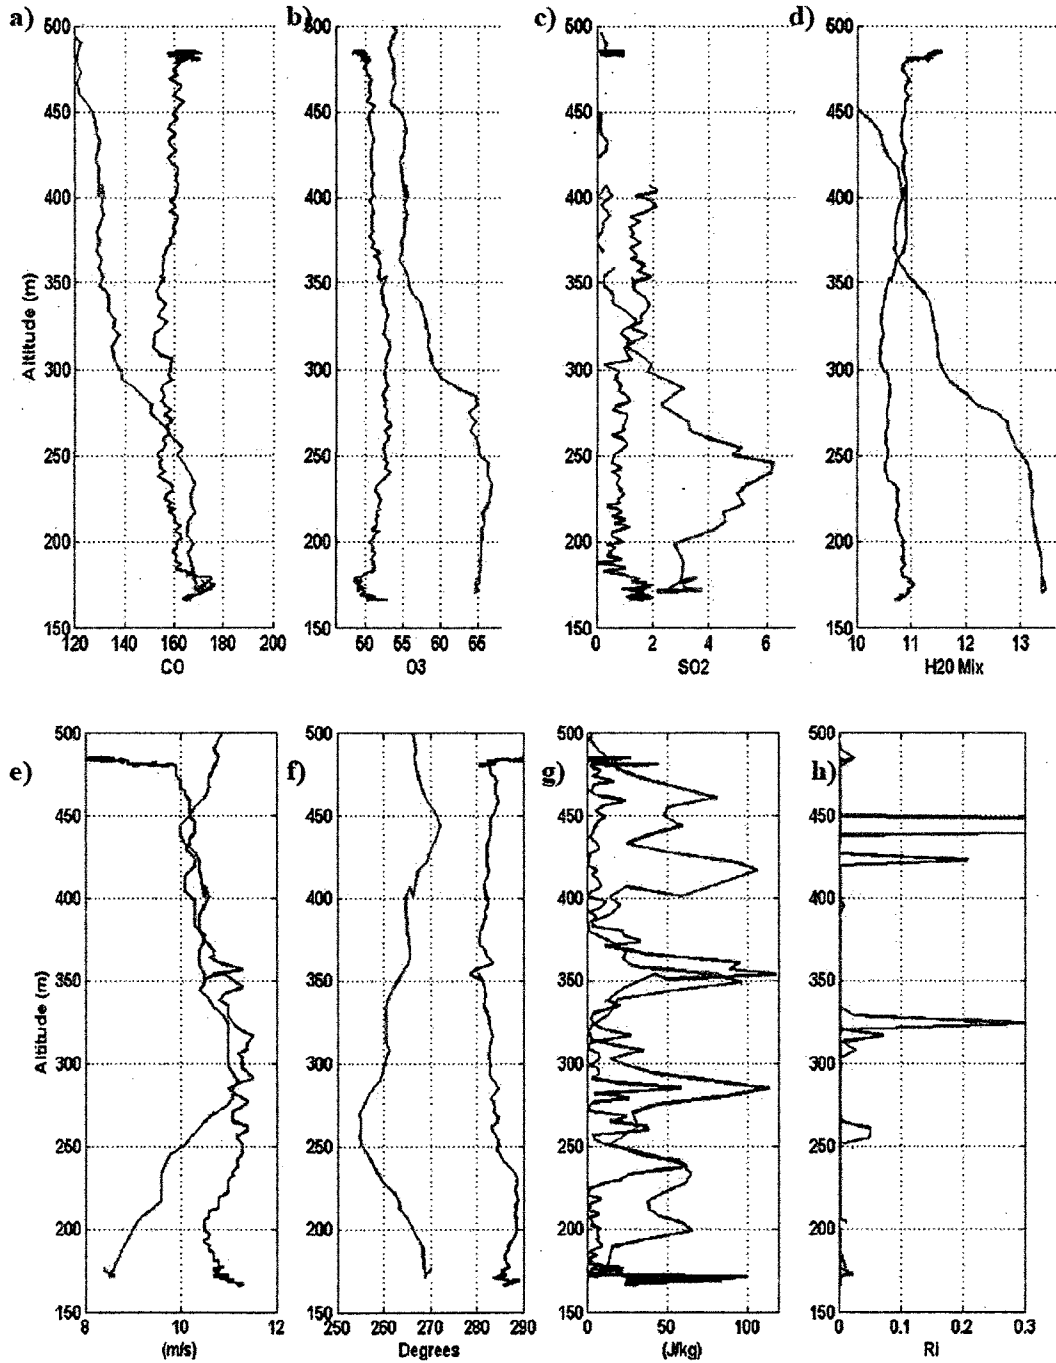 a) b) c) d)
500 500 500 500
450 450 450 450
400 400 400 400
350 350 350 350
Altitude (m)
300 300 300 300
250 250 250 250
200 200 200 200
150 150 150 150
120 140 160 180 200 50 55 60 65 0 2 4 6 10 11 12 13
CO O3 SO2 H20 Mix
500 500 500 500
e) f) g) h)
450 450 450 450
400 400 400 400
350 350 350 350
Altitude (m)
300 300 300 300
250 250 250 250
200 200 200 200
150 150 150 150
8 10 12 250 260 270 280 290 0 50 100 0 0.1 0.2 0.3
(m/s) Degrees (J/kg) RI